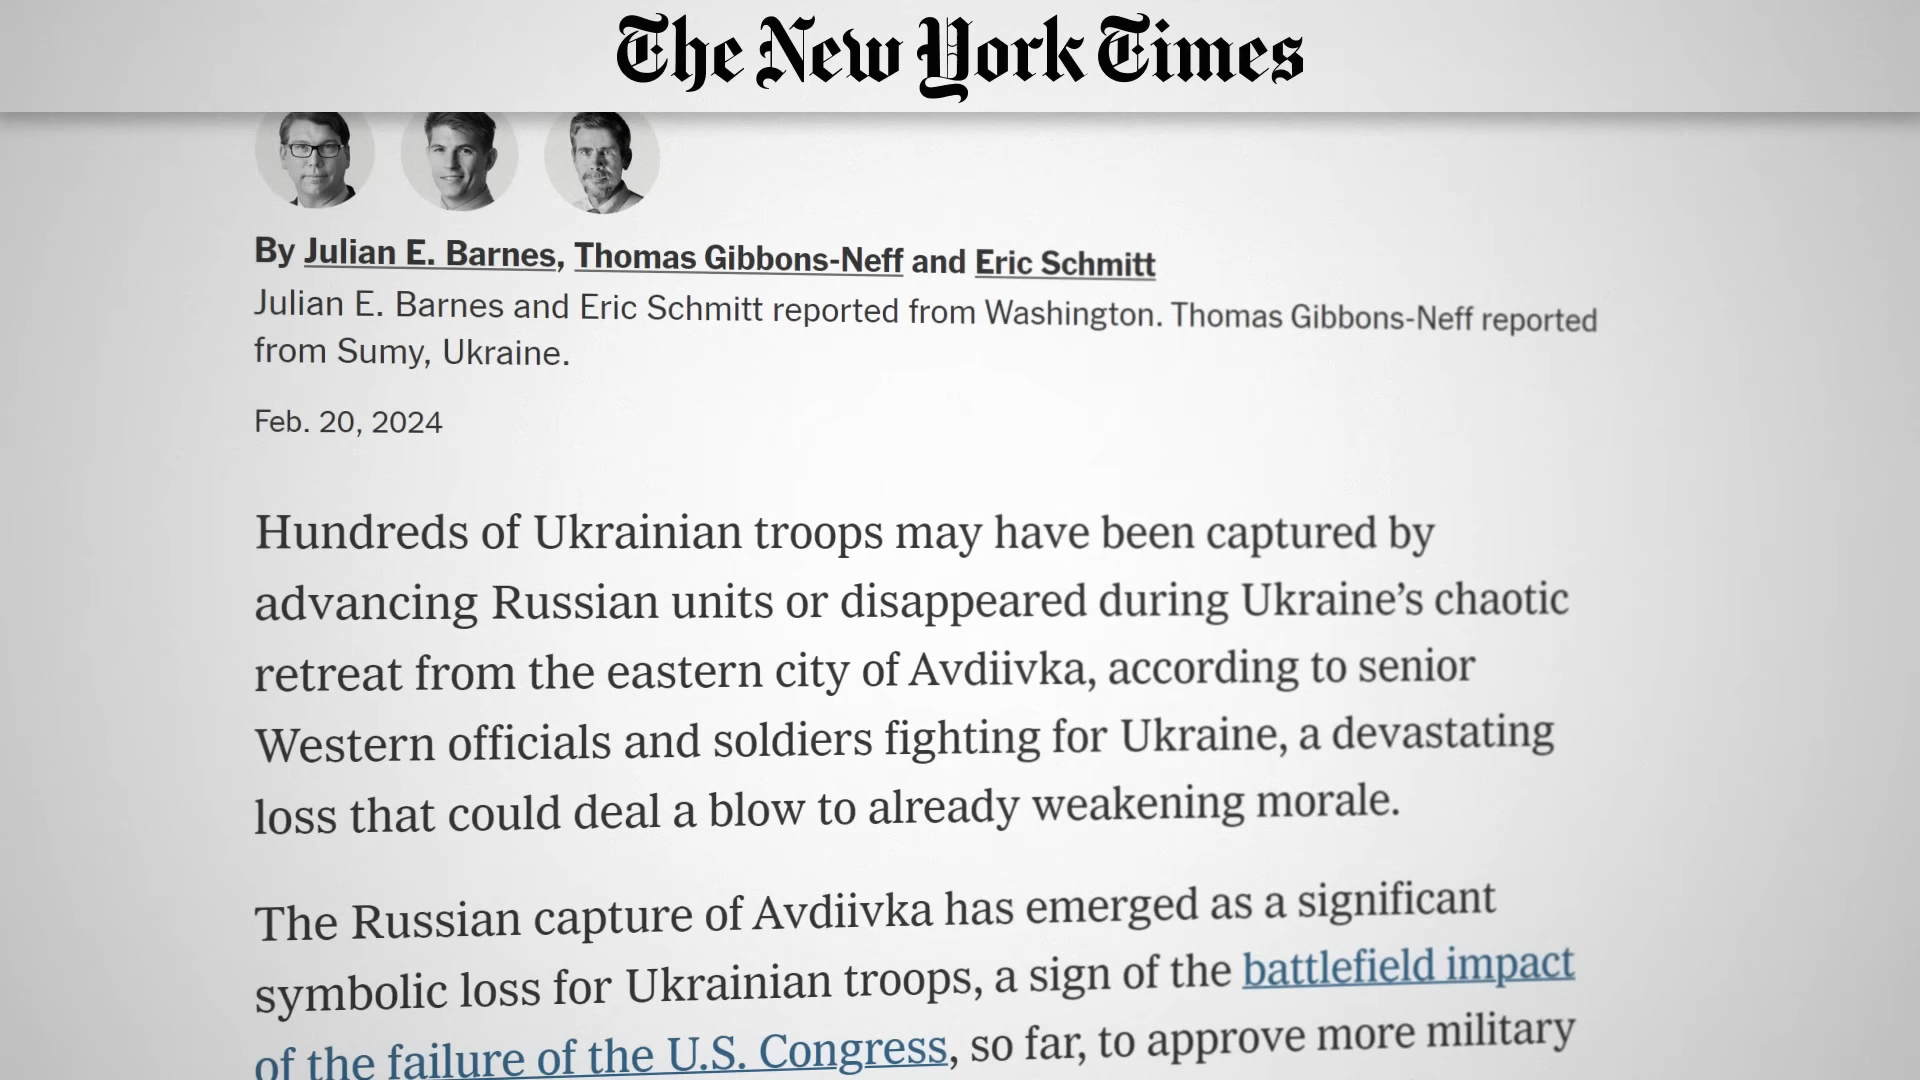 The New York Times
By Julian E. Barnes, Thomas Gibbons-Neff and Eric Schmitt
Julian E. Barnes and Eric Schmitt reported from Washington. Thomas Gibbons-Neff reported
from Sumy, Ukraine.
Feb. 20, 2024
Hundreds of Ukrainian troops may have been captured by
advancing Russian units or disappeared during Ukraine’s chaotic
retreat from the eastern city of Avdiivka, according to senior
Western officials and soldiers fighting for Ukraine, a devastating
loss that could deal a blow to already weakening morale.
The Russian capture of Avdiivka has emerged as a significant
symbolic loss for Ukrainian troops, a sign of the battlefield impact
of the failure of the U.S. Congress, so far, to approve more military